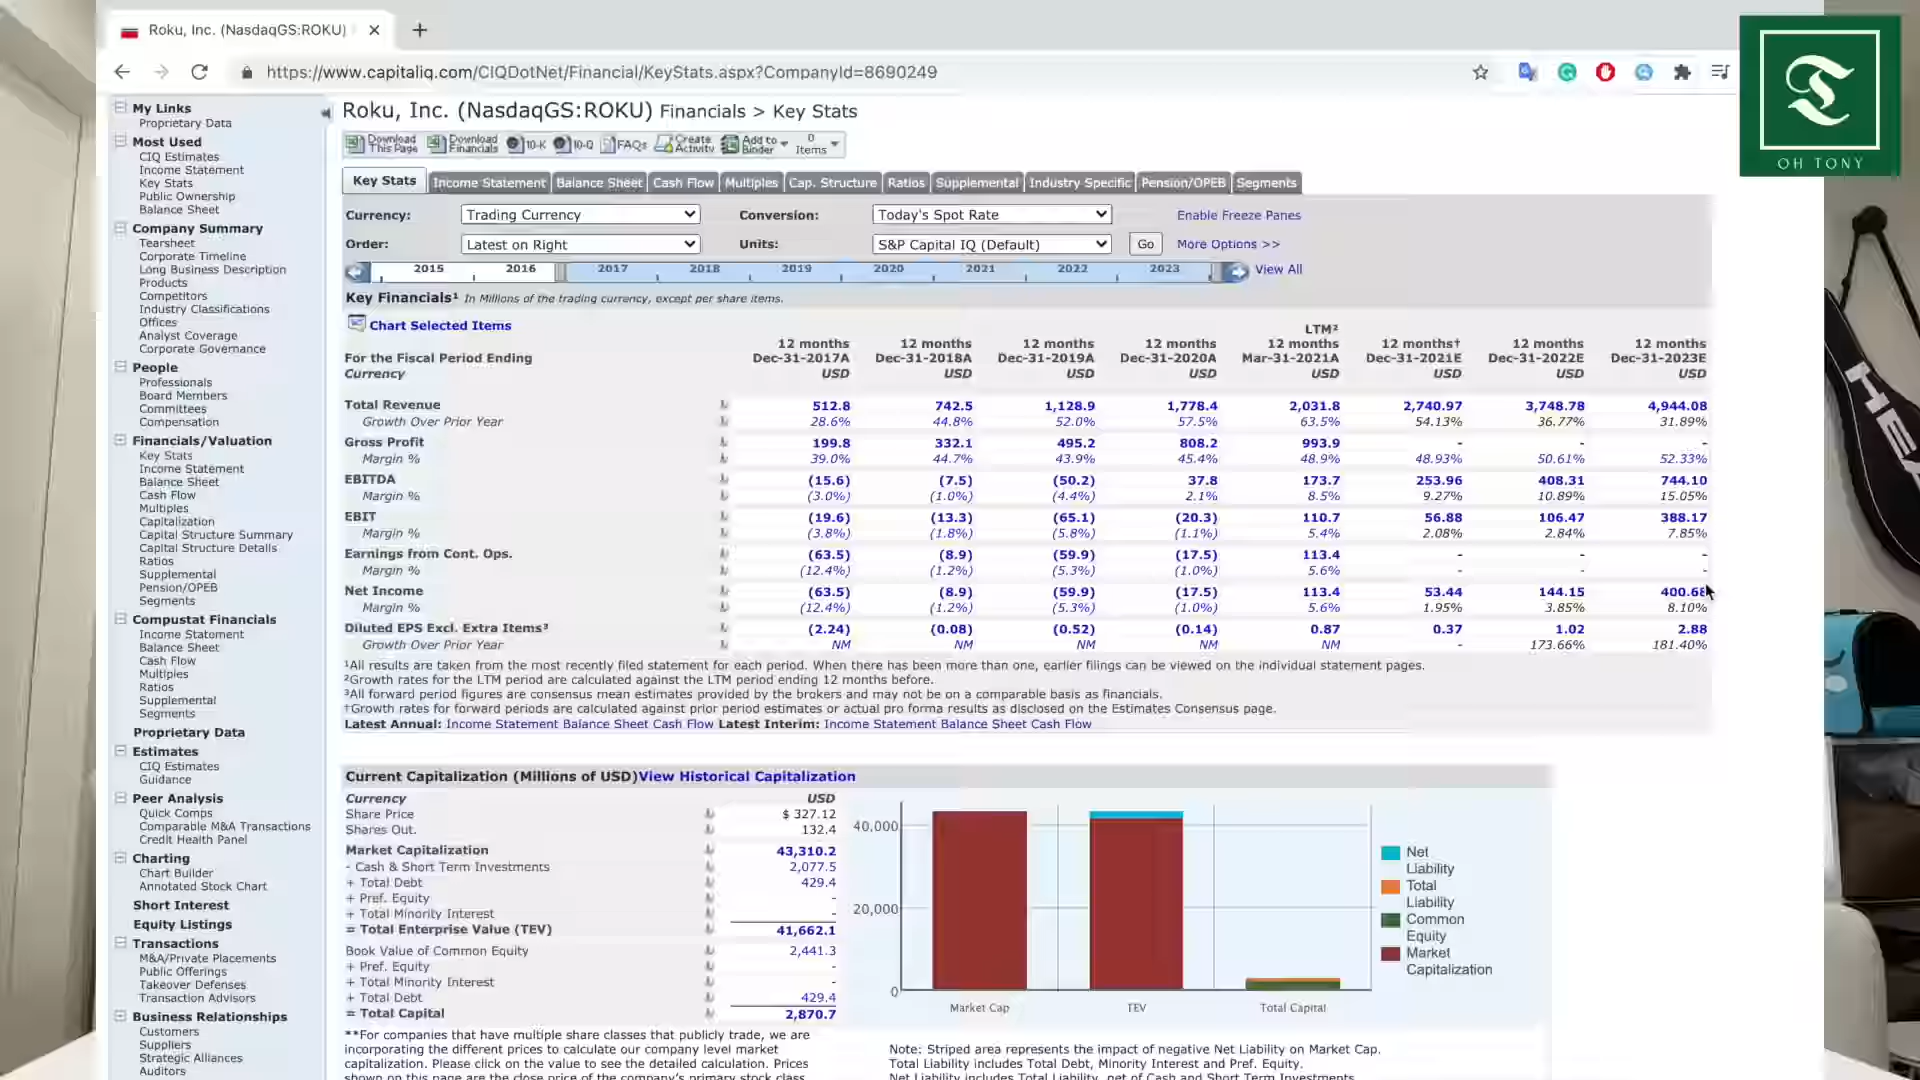 Roku, Inc. (NasdaqGS:ROKU)
https://www.capitaliq.com/CIQDotNet/Financial/KeyStats.aspx?CompanyId=8690249
OH TONY
HEAD
My Links
Proprietary Data
Most Used
CIQ Estimates
Income Statement
Key Stats
Public Ownership
Balance Sheet
Company Summary
Tearsheet
Corporate Timeline
Long Business Description
Products
Competitors
Industry Classifications
Offices
Analyst Coverage
Corporate Governance
People
Professionals
Board Members
Committees
Compensation
Financials/Valuation
Key Stats
Income Statement
Balance Sheet
Cash Flow
Multiples
Capitalization
Capital Structure Summary
Capital Structure Details
Ratios
Supplemental
Pension/OPEB
Segments
Compustat Financials
Income Statement
Balance Sheet
Cash Flow
Multiples
Ratios
Supplemental
Segments
Proprietary Data
Estimates
CIQ Estimates
Guidance
Peer Analysis
Quick Comps
Comparable M&A Transactions
Credit Health Panel
Charting
Chart Builder
Annotated Stock Chart
Short Interest
Equity Listings
Transactions
M&A/Private Placements
Public Offerings
Takeover Defenses
Transaction Advisors
Business Relationships
Customers
Suppliers
Strategic Alliances
Auditors
Roku, Inc. (NasdaqGS:ROKU) Financials > Key Stats
Download This Page Download Financials 10-K 10-Q FAQs Create Activity Add to Binder 0 Items
Key Stats Income Statement Balance Sheet Cash Flow Multiples Cap. Structure Ratios Supplemental Industry Specific Pension/OPEB Segments
Currency: Trading Currency Conversion: Today's Spot Rate Enable Freeze Panes
Order: Latest on Right Units: S&P Capital IQ (Default) Go More Options >>
2015 2016 2017 2018 2019 2020 2021 2022 2023 View All
Key Financials¹ In Millions of the trading currency, except per share items.
Chart Selected Items
LTM²
12 months 12 months 12 months 12 months 12 months 12 months† 12 months 12 months
For the Fiscal Period Ending Dec-31-2017A Dec-31-2018A Dec-31-2019A Dec-31-2020A Mar-31-2021A Dec-31-2021E Dec-31-2022E Dec-31-2023E
Currency USD USD USD USD USD USD USD USD
Total Revenue 512.8 742.5 1,128.9 1,778.4 2,031.8 2,740.97 3,748.78 4,944.08
Growth Over Prior Year 28.6% 44.8% 52.0% 57.5% 63.5% 54.13% 36.77% 31.89%
Gross Profit 199.8 332.1 495.2 808.2 993.9 - - -
Margin % 39.0% 44.7% 43.9% 45.4% 48.9% 48.93% 50.61% 52.33%
EBITDA (15.6) (7.5) (50.2) 37.8 173.7 253.96 408.31 744.10
Margin % (3.0%) (1.0%) (4.4%) 2.1% 8.5% 9.27% 10.89% 15.05%
EBIT (19.6) (13.3) (65.1) (20.3) 110.7 56.88 106.47 388.17
Margin % (3.8%) (1.8%) (5.8%) (1.1%) 5.4% 2.08% 2.84% 7.85%
Earnings from Cont. Ops. (63.5) (8.9) (59.9) (17.5) 113.4 - - -
Margin % (12.4%) (1.2%) (5.3%) (1.0%) 5.6% - - -
Net Income (63.5) (8.9) (59.9) (17.5) 113.4 53.44 144.15 400.68
Margin % (12.4%) (1.2%) (5.3%) (1.0%) 5.6% 1.95% 3.85% 8.10%
Diluted EPS Excl. Extra Items³ (2.24) (0.08) (0.52) (0.14) 0.87 0.37 1.02 2.88
Growth Over Prior Year NM NM NM NM NM - 173.66% 181.40%
¹All results are taken from the most recently filed statement for each period. When there has been more than one, earlier filings can be viewed on the individual statement pages.
²Growth rates for the LTM period are calculated against the LTM period ending 12 months before.
³All forward period figures are consensus mean estimates provided by the brokers and may not be on a comparable basis as financials.
†Growth rates for forward periods are calculated against prior period estimates or actual pro forma results as disclosed on the Estimates Consensus page.
Latest Annual: Income Statement Balance Sheet Cash Flow Latest Interim: Income Statement Balance Sheet Cash Flow
Current Capitalization (Millions of USD)View Historical Capitalization
Currency USD
Share Price $ 327.12
Shares Out. 132.4
Market Capitalization 43,310.2
- Cash & Short Term Investments 2,077.5
+ Total Debt 429.4
+ Pref. Equity -
+ Total Minority Interest -
= Total Enterprise Value (TEV) 41,662.1
Book Value of Common Equity 2,441.3
+ Pref. Equity -
+ Total Minority Interest -
+ Total Debt 429.4
= Total Capital 2,870.7
**For companies that have multiple share classes that publicly trade, we are
incorporating the different prices to calculate our company level market
capitalization. Please click on the value to see the detailed calculation. Prices
shown on this page are the close price of the company's primary stock class.
40,000
20,000
0
Market Cap TEV Total Capital
Net
Liability
Total
Liability
Common
Equity
Market
Capitalization
Note: Striped area represents the impact of negative Net Liability on Market Cap.
Total Liability includes Total Debt, Minority Interest and Pref. Equity.
Net Liability includes Total Liability, net of Cash and Short Term Investments